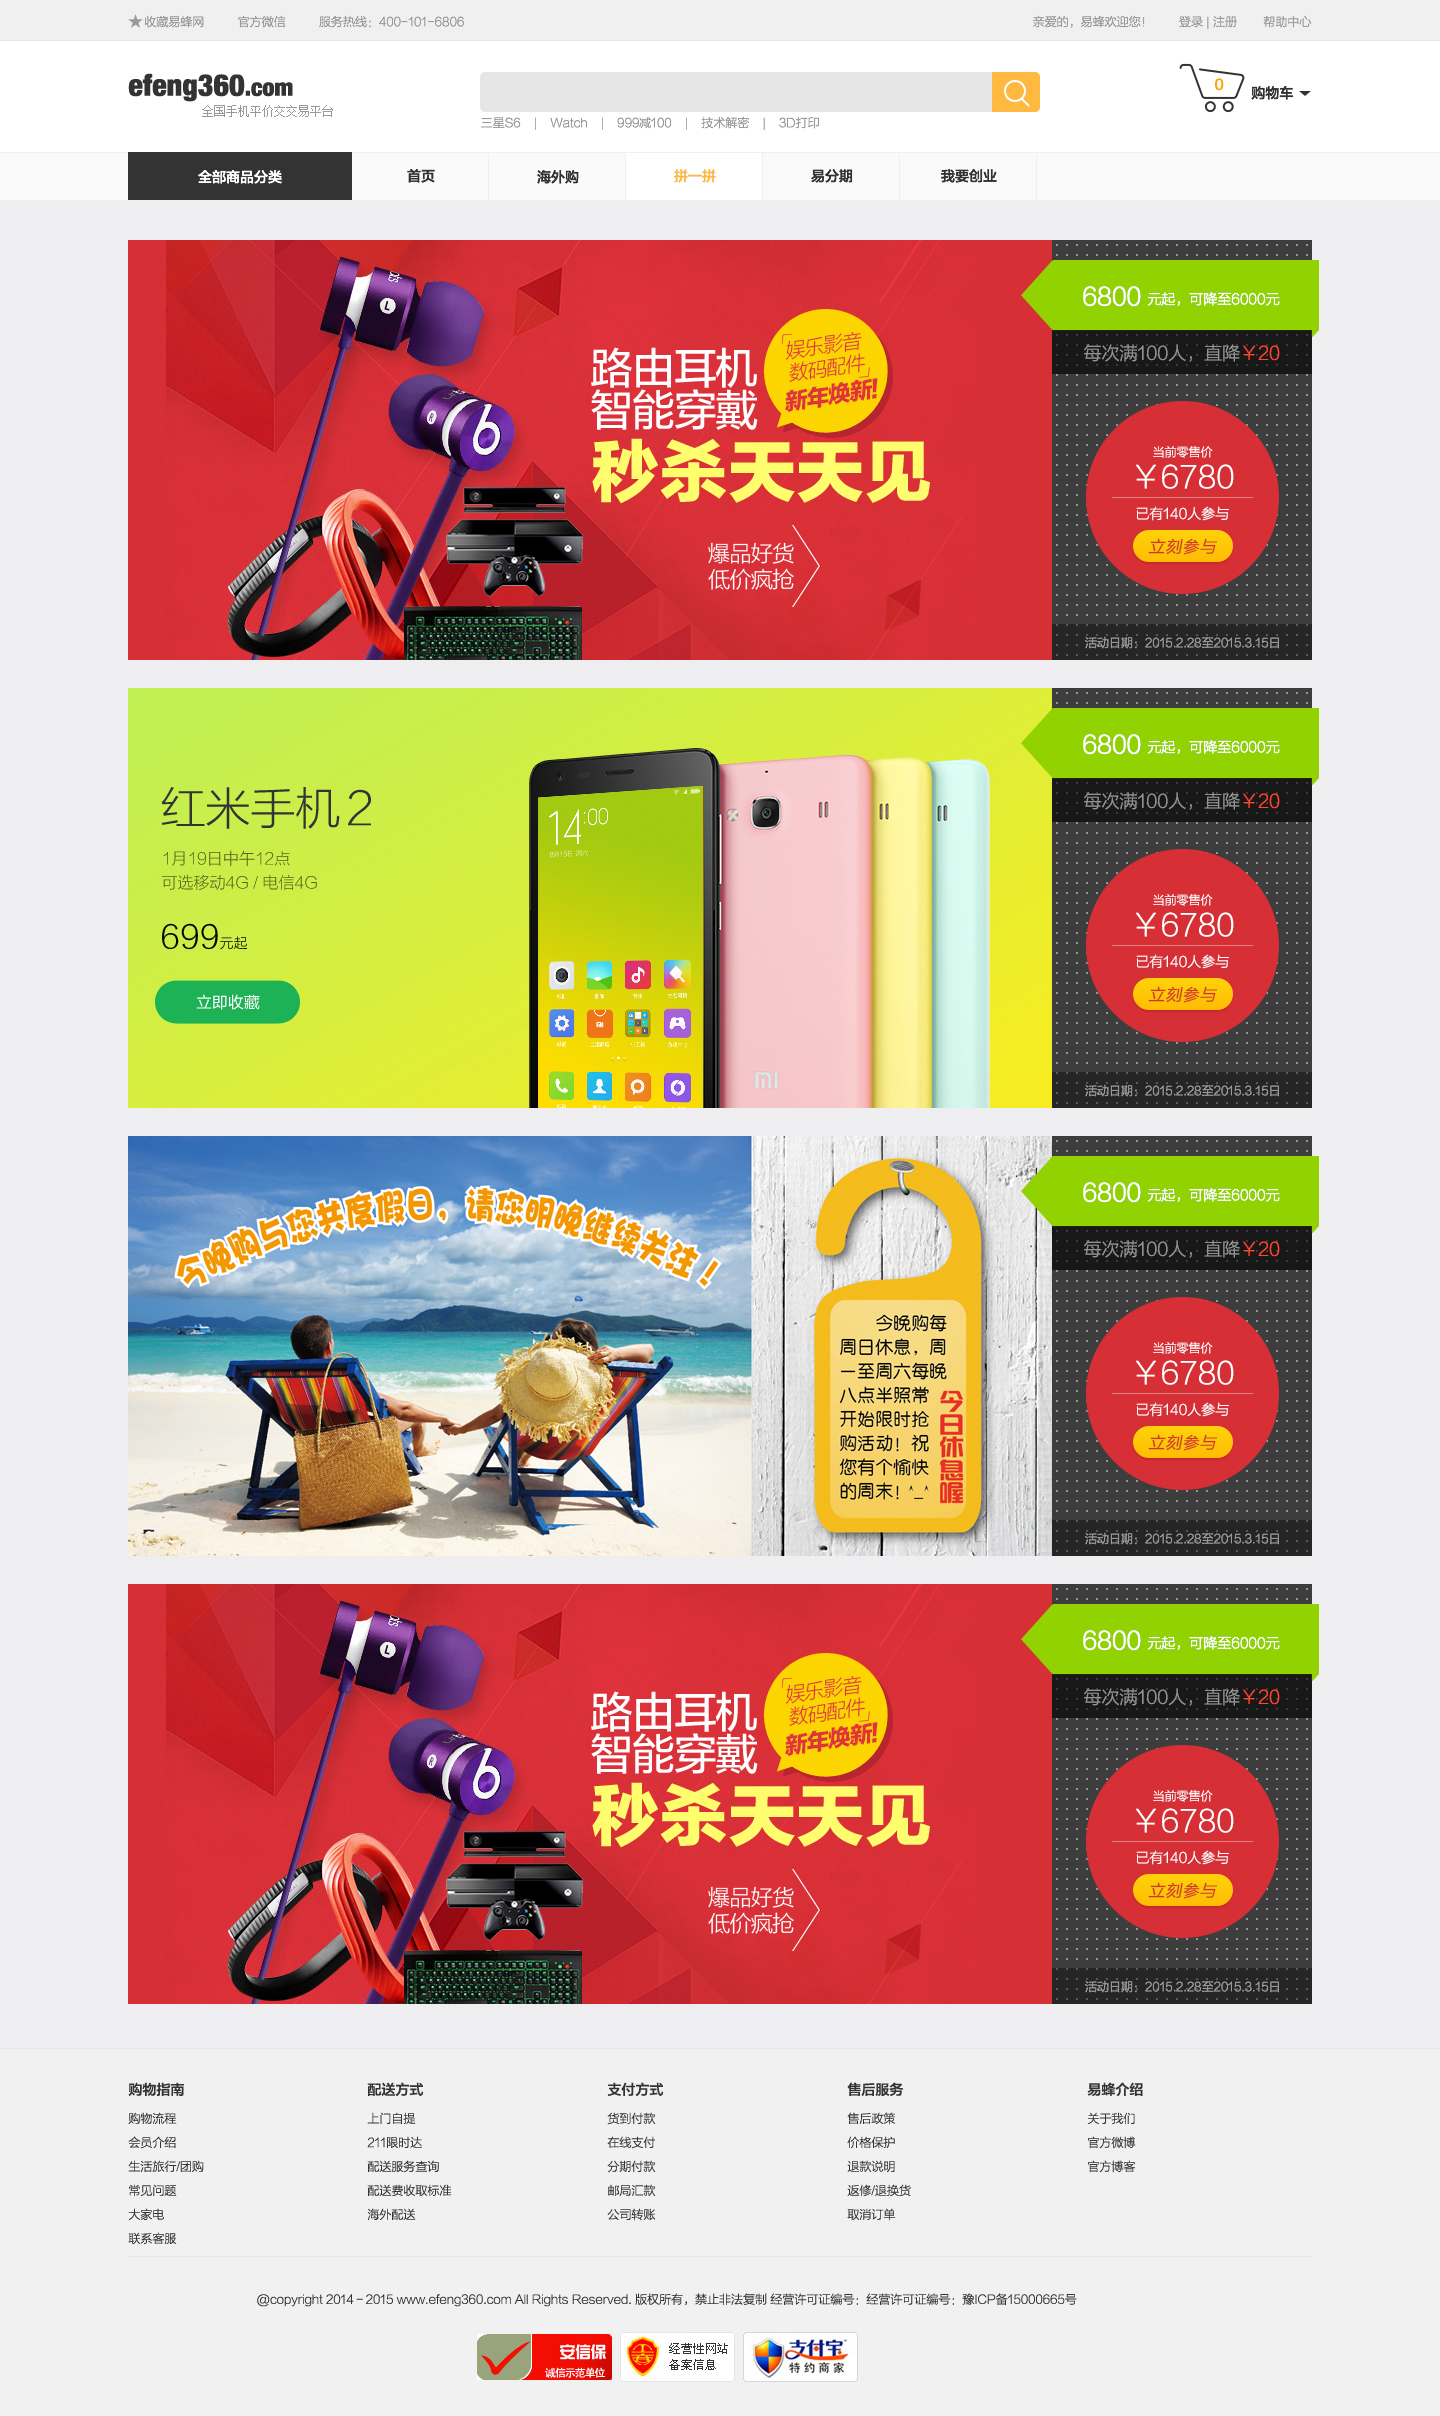 ★收藏易蜂网 官方微信 服务热线：400-101-6806 亲爱的，易蜂欢迎您！ 登录 | 注册 帮助中心
efeng360.com
全国手机平价交交易平台
0 购物车
三星S6 | Watch | 999减100 | 技术解密 | 3D打印
全部商品分类 首页 海外购 拼一拼 易分期 我要创业
路由耳机
智能穿戴
秒杀天天见
「娱乐影音
数码配件」
新年焕新!
爆品好货
低价疯抢
6800 元起，可降至6000元
每次满100人，直降￥20
当前零售价
￥6780
已有140人参与
立刻参与
活动日期：2015.2.28至2015.3.15日
红米手机2
1月19日中午12点
可选移动4G / 电信4G
699元起
立即收藏
14:00
mi
6800 元起，可降至6000元
每次满100人，直降￥20
当前零售价
￥6780
已有140人参与
立刻参与
活动日期：2015.2.28至2015.3.15日
今晚购与您共度假日，请您明晚继续关注！
今晚购每
周日休息，周
一至周六每晚
八点半照常
开始限时抢
购活动！祝
您有个愉快
的周末！^_^
今日休息喔
6800 元起，可降至6000元
每次满100人，直降￥20
当前零售价
￥6780
已有140人参与
立刻参与
活动日期：2015.2.28至2015.3.15日
路由耳机
智能穿戴
秒杀天天见
「娱乐影音
数码配件」
新年焕新!
爆品好货
低价疯抢
6800 元起，可降至6000元
每次满100人，直降￥20
当前零售价
￥6780
已有140人参与
立刻参与
活动日期：2015.2.28至2015.3.15日
购物指南 配送方式 支付方式 售后服务 易蜂介绍
购物流程 上门自提 货到付款 售后政策 关于我们
会员介绍 211限时达 在线支付 价格保护 官方微博
生活旅行/团购 配送服务查询 分期付款 退款说明 官方博客
常见问题 配送费收取标准 邮局汇款 返修/退换货
大家电 海外配送 公司转账 取消订单
联系客服
@copyright 2014 - 2015 www.efeng360.com All Rights Reserved. 版权所有，禁止非法复制 经营许可证编号：经营许可证编号：豫ICP备15000665号
安信保
诚信示范单位
经营性网站
备案信息
支付宝
特约商家